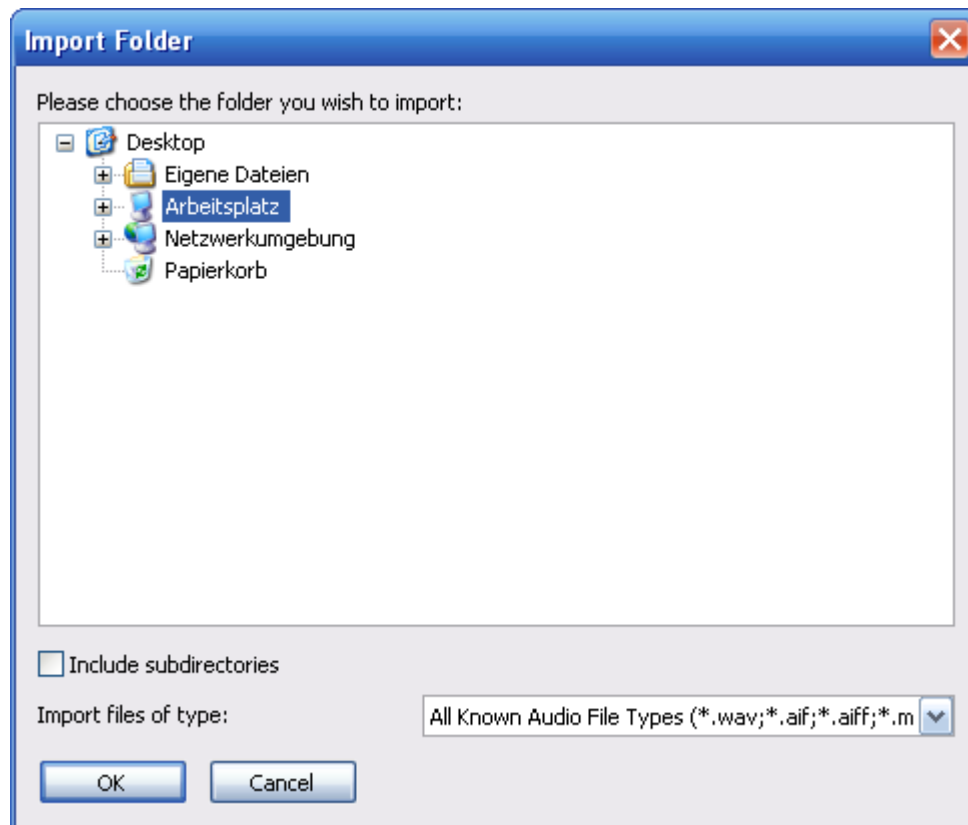 Import Folder
Please choose the folder you wish to import:
Desktop
Eigene Dateien
Arbeitsplatz
Netzwerkumgebung
Papierkorb
Include subdirectories
Import files of type:
All Known Audio File Types (*.wav;*.aif;*.aiff;*.m
OK
Cancel